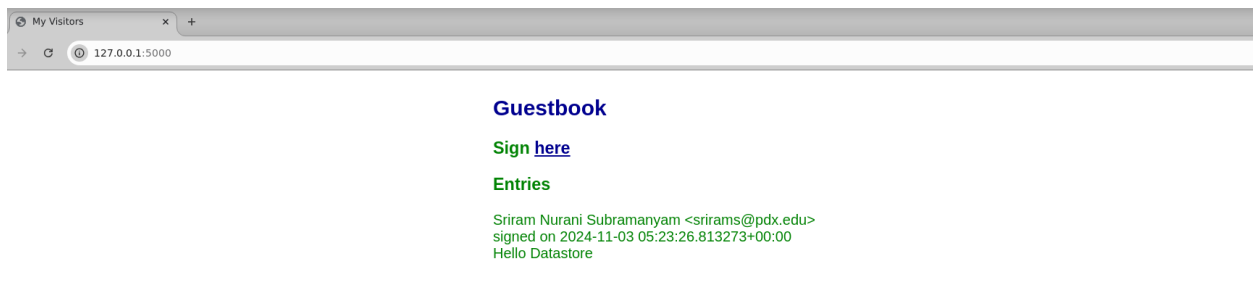 My Visitors
127.0.0.1:5000
Guestbook
Sign here
Entries
Sriram Nurani Subramanyam <srirams@pdx.edu>
signed on 2024-11-03 05:23:26.813273+00:00
Hello Datastore